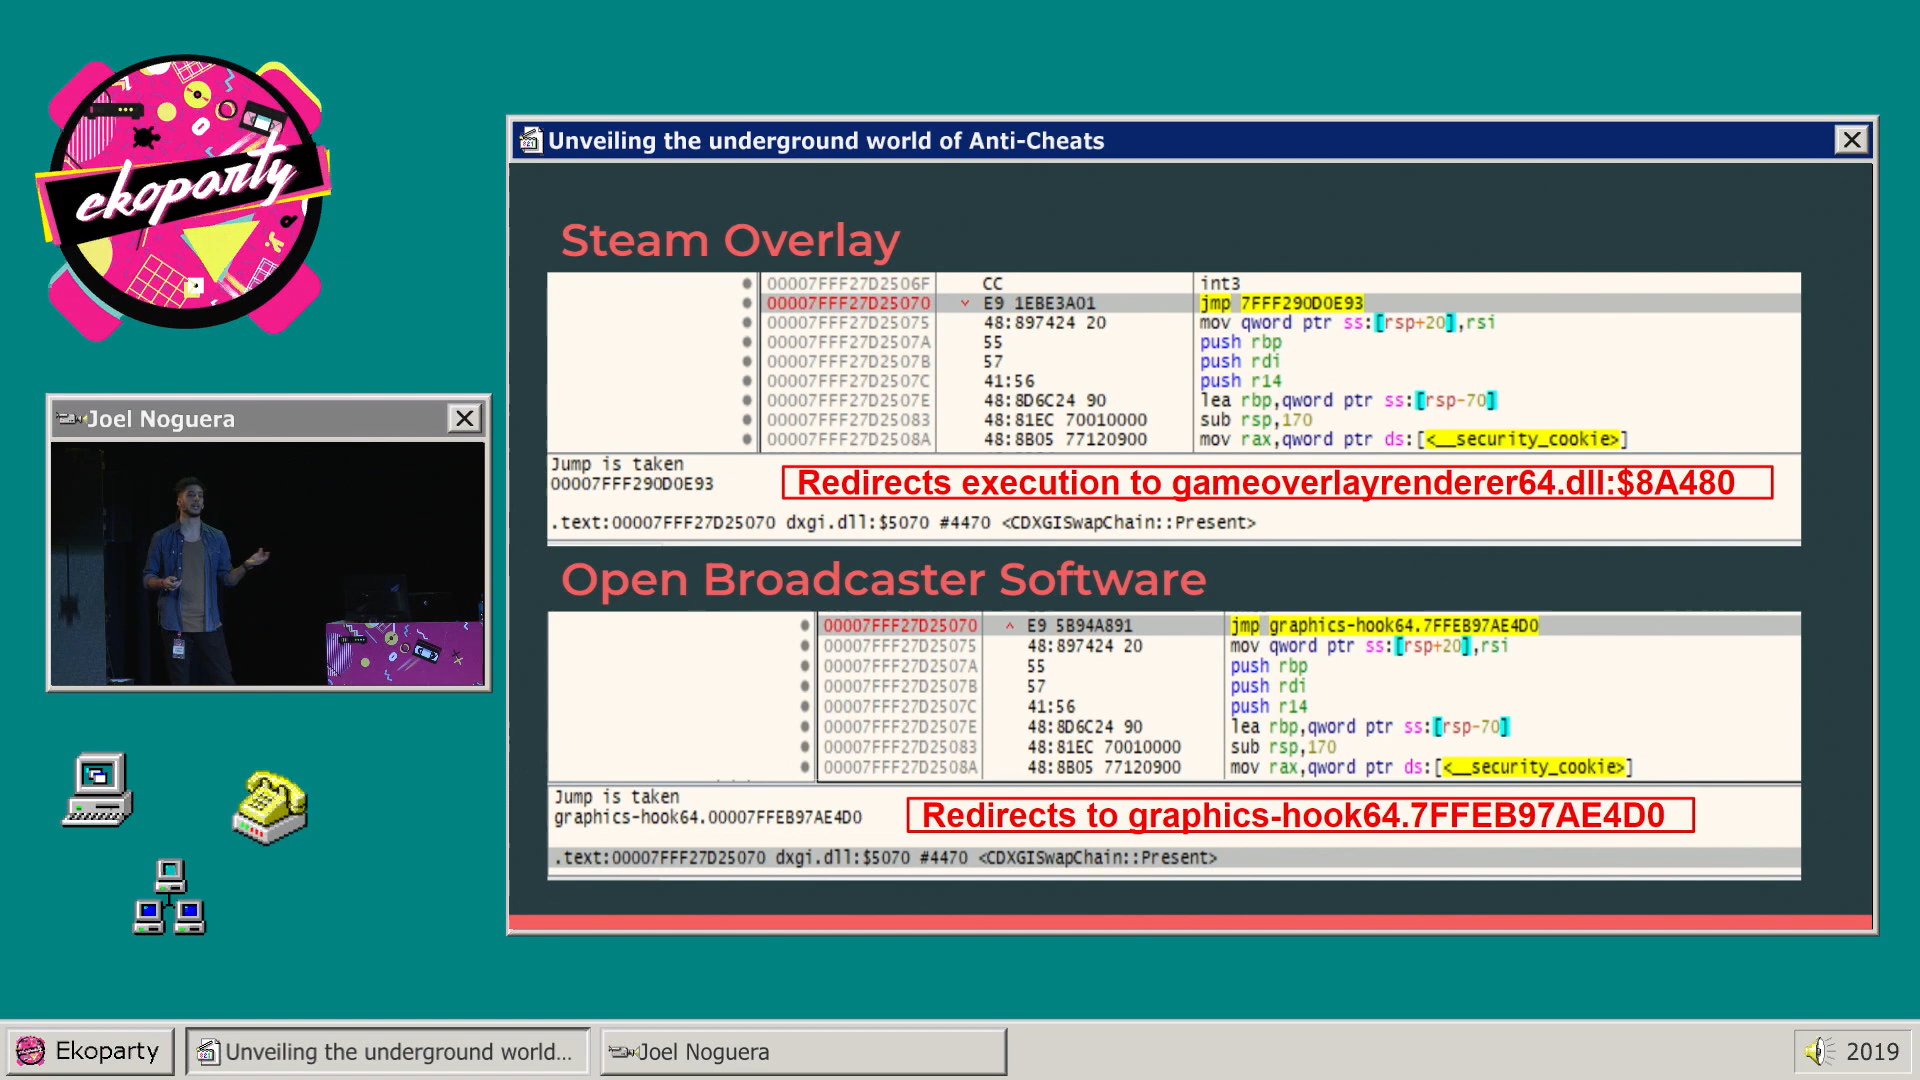 ekoparty
Unveiling the underground world of Anti-Cheats
Steam Overlay
00007FFF27D2506F CC int3
00007FFF27D25070 E9 1EBE3A01 jmp 7FFF290D0E93
00007FFF27D25075 48:897424 20 mov qword ptr ss:[rsp+20],rsi
00007FFF27D2507A 55 push rbp
00007FFF27D2507B 57 push rdi
00007FFF27D2507C 41:56 push r14
00007FFF27D2507E 48:8D6C24 90 lea rbp,qword ptr ss:[rsp-70]
00007FFF27D25083 48:81EC 70010000 sub rsp,170
00007FFF27D2508A 48:8B05 77120900 mov rax,qword ptr ds:[<__security_cookie>]
Jump is taken
00007FFF290D0E93
Redirects execution to gameoverlayrenderer64.dll:$8A480
.text:00007FFF27D25070 dxgi.dll:$5070 #4470 <CDXGISwapChain::Present>
Open Broadcaster Software
00007FFF27D25070 E9 5B94A891 jmp graphics-hook64.7FFEB97AE4D0
00007FFF27D25075 48:897424 20 mov qword ptr ss:[rsp+20],rsi
00007FFF27D2507A 55 push rbp
00007FFF27D2507B 57 push rdi
00007FFF27D2507C 41:56 push r14
00007FFF27D2507E 48:8D6C24 90 lea rbp,qword ptr ss:[rsp-70]
00007FFF27D25083 48:81EC 70010000 sub rsp,170
00007FFF27D2508A 48:8B05 77120900 mov rax,qword ptr ds:[<__security_cookie>]
Jump is taken
graphics-hook64.00007FFEB97AE4D0
Redirects to graphics-hook64.7FFEB97AE4D0
.text:00007FFF27D25070 dxgi.dll:$5070 #4470 <CDXGISwapChain::Present>
Joel Noguera
Ekoparty
Unveiling the underground world...
Joel Noguera
2019